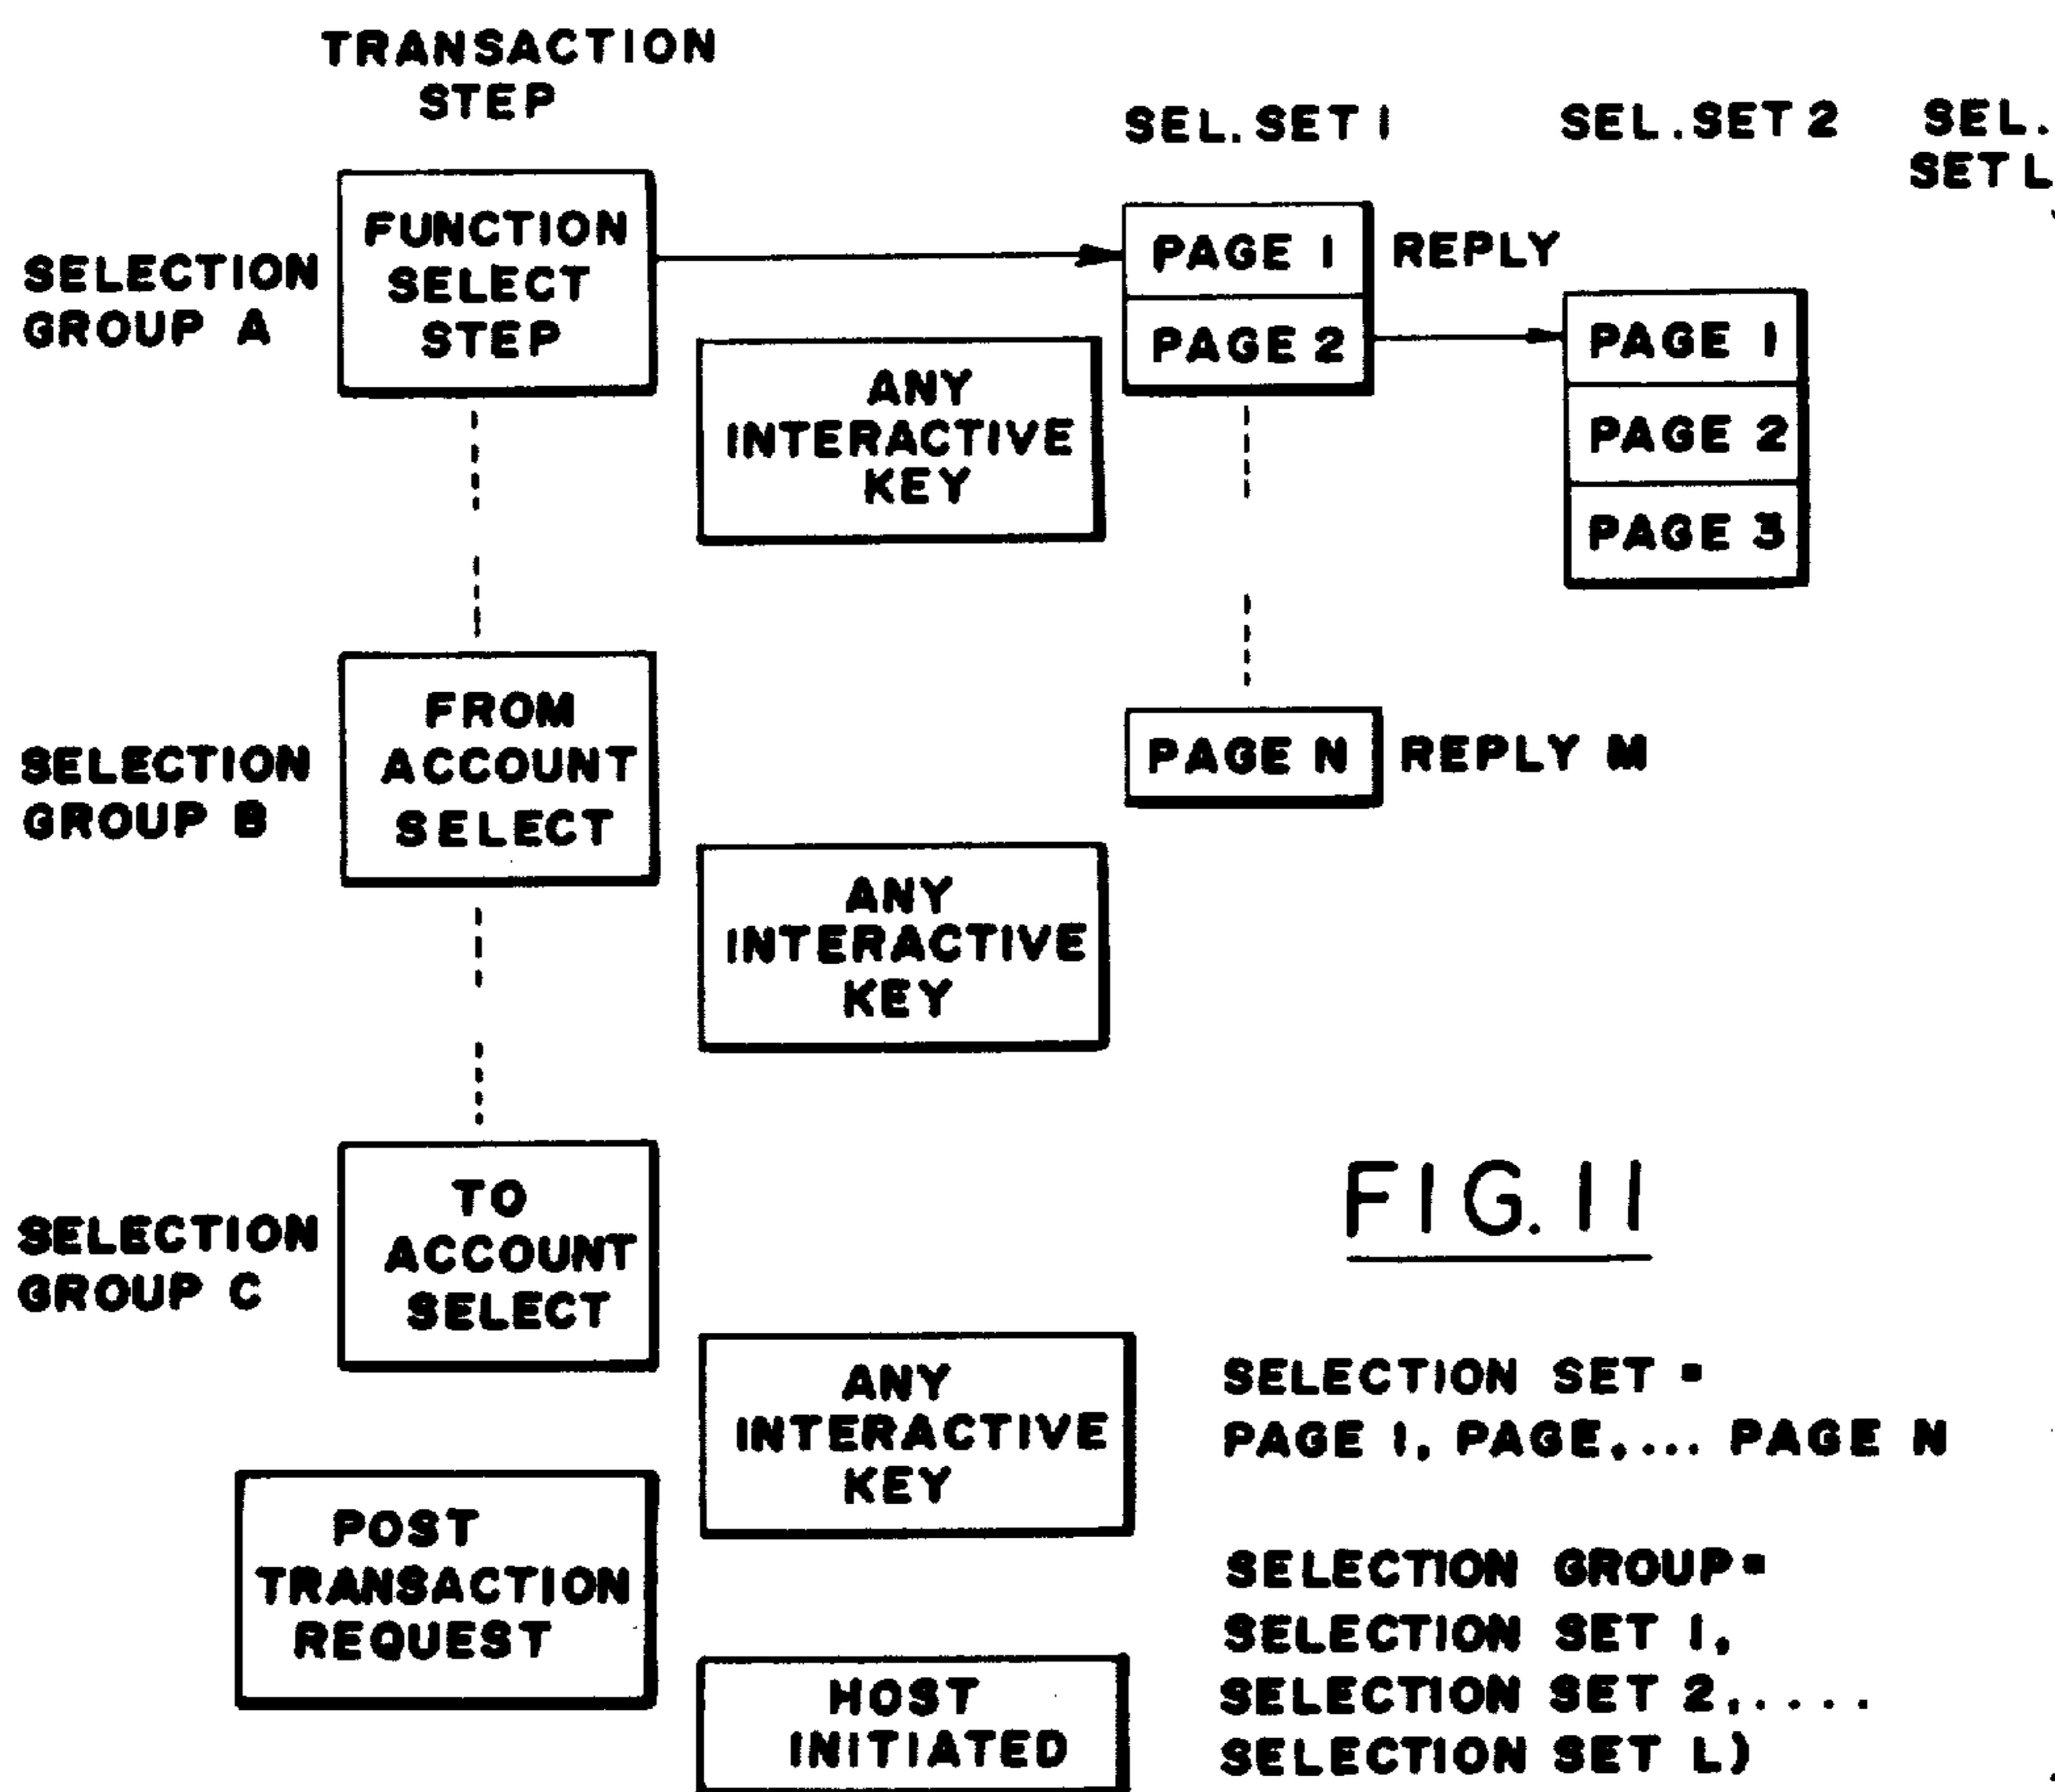 TRANSACTION
STEP
SEL. SET 1
SEL. SET 2
SEL.
SET L
SELECTION
GROUP A
FUNCTION
SELECT
STEP
PAGE 1
REPLY
PAGE 2
PAGE 1
PAGE 2
PAGE 3
ANY
INTERACTIVE
KEY
SELECTION
GROUP B
FROM
ACCOUNT
SELECT
PAGE N
REPLY M
ANY
INTERACTIVE
KEY
SELECTION
GROUP C
TO
ACCOUNT
SELECT
FIG. 11
ANY
INTERACTIVE
KEY
SELECTION SET =
PAGE 1, PAGE,... PAGE N
POST
TRANSACTION
REQUEST
HOST
INITIATED
SELECTION GROUP=
SELECTION SET 1,
SELECTION SET 2,....
SELECTION SET L)